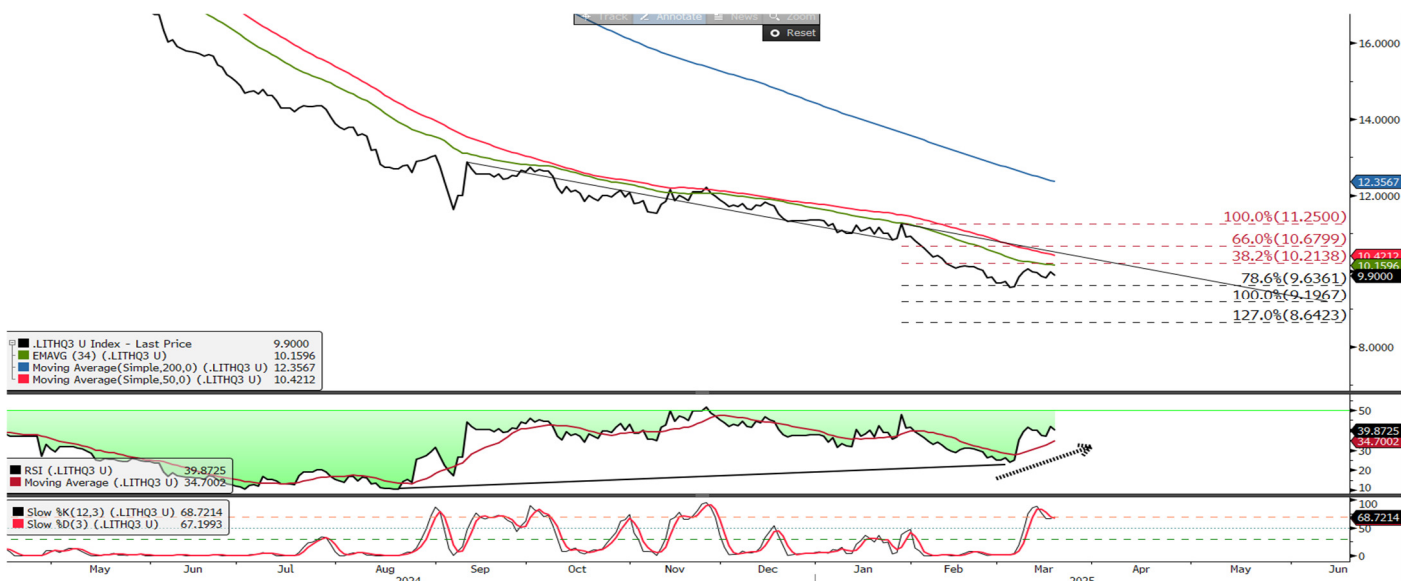 Track Annotate News Zoom
Reset
16.0000
14.0000
12.3567
12.0000
100.0%(11.2500)
66.0%(10.6799)
38.2%(10.2138)
10.4212
10.1596
9.9000
78.6%(9.6361)
100.0%(9.1967)
127.0%(8.6423)
8.0000
.LITHQ3 U Index - Last Price 9.9000
EMAVG (34) (.LITHQ3 U) 10.1596
Moving Average(Simple,200,0) (.LITHQ3 U) 12.3567
Moving Average(Simple,50,0) (.LITHQ3 U) 10.4212
50
39.8725
34.7002
30
20
10
RSI (.LITHQ3 U) 39.8725
Moving Average (.LITHQ3 U) 34.7002
100
68.7214
50
0
Slow %K(12,3) (.LITHQ3 U) 68.7214
Slow %D(3) (.LITHQ3 U) 67.1993
May Jun Jul Aug Sep Oct Nov Dec Jan Feb Mar Apr May Jun
2024 2025